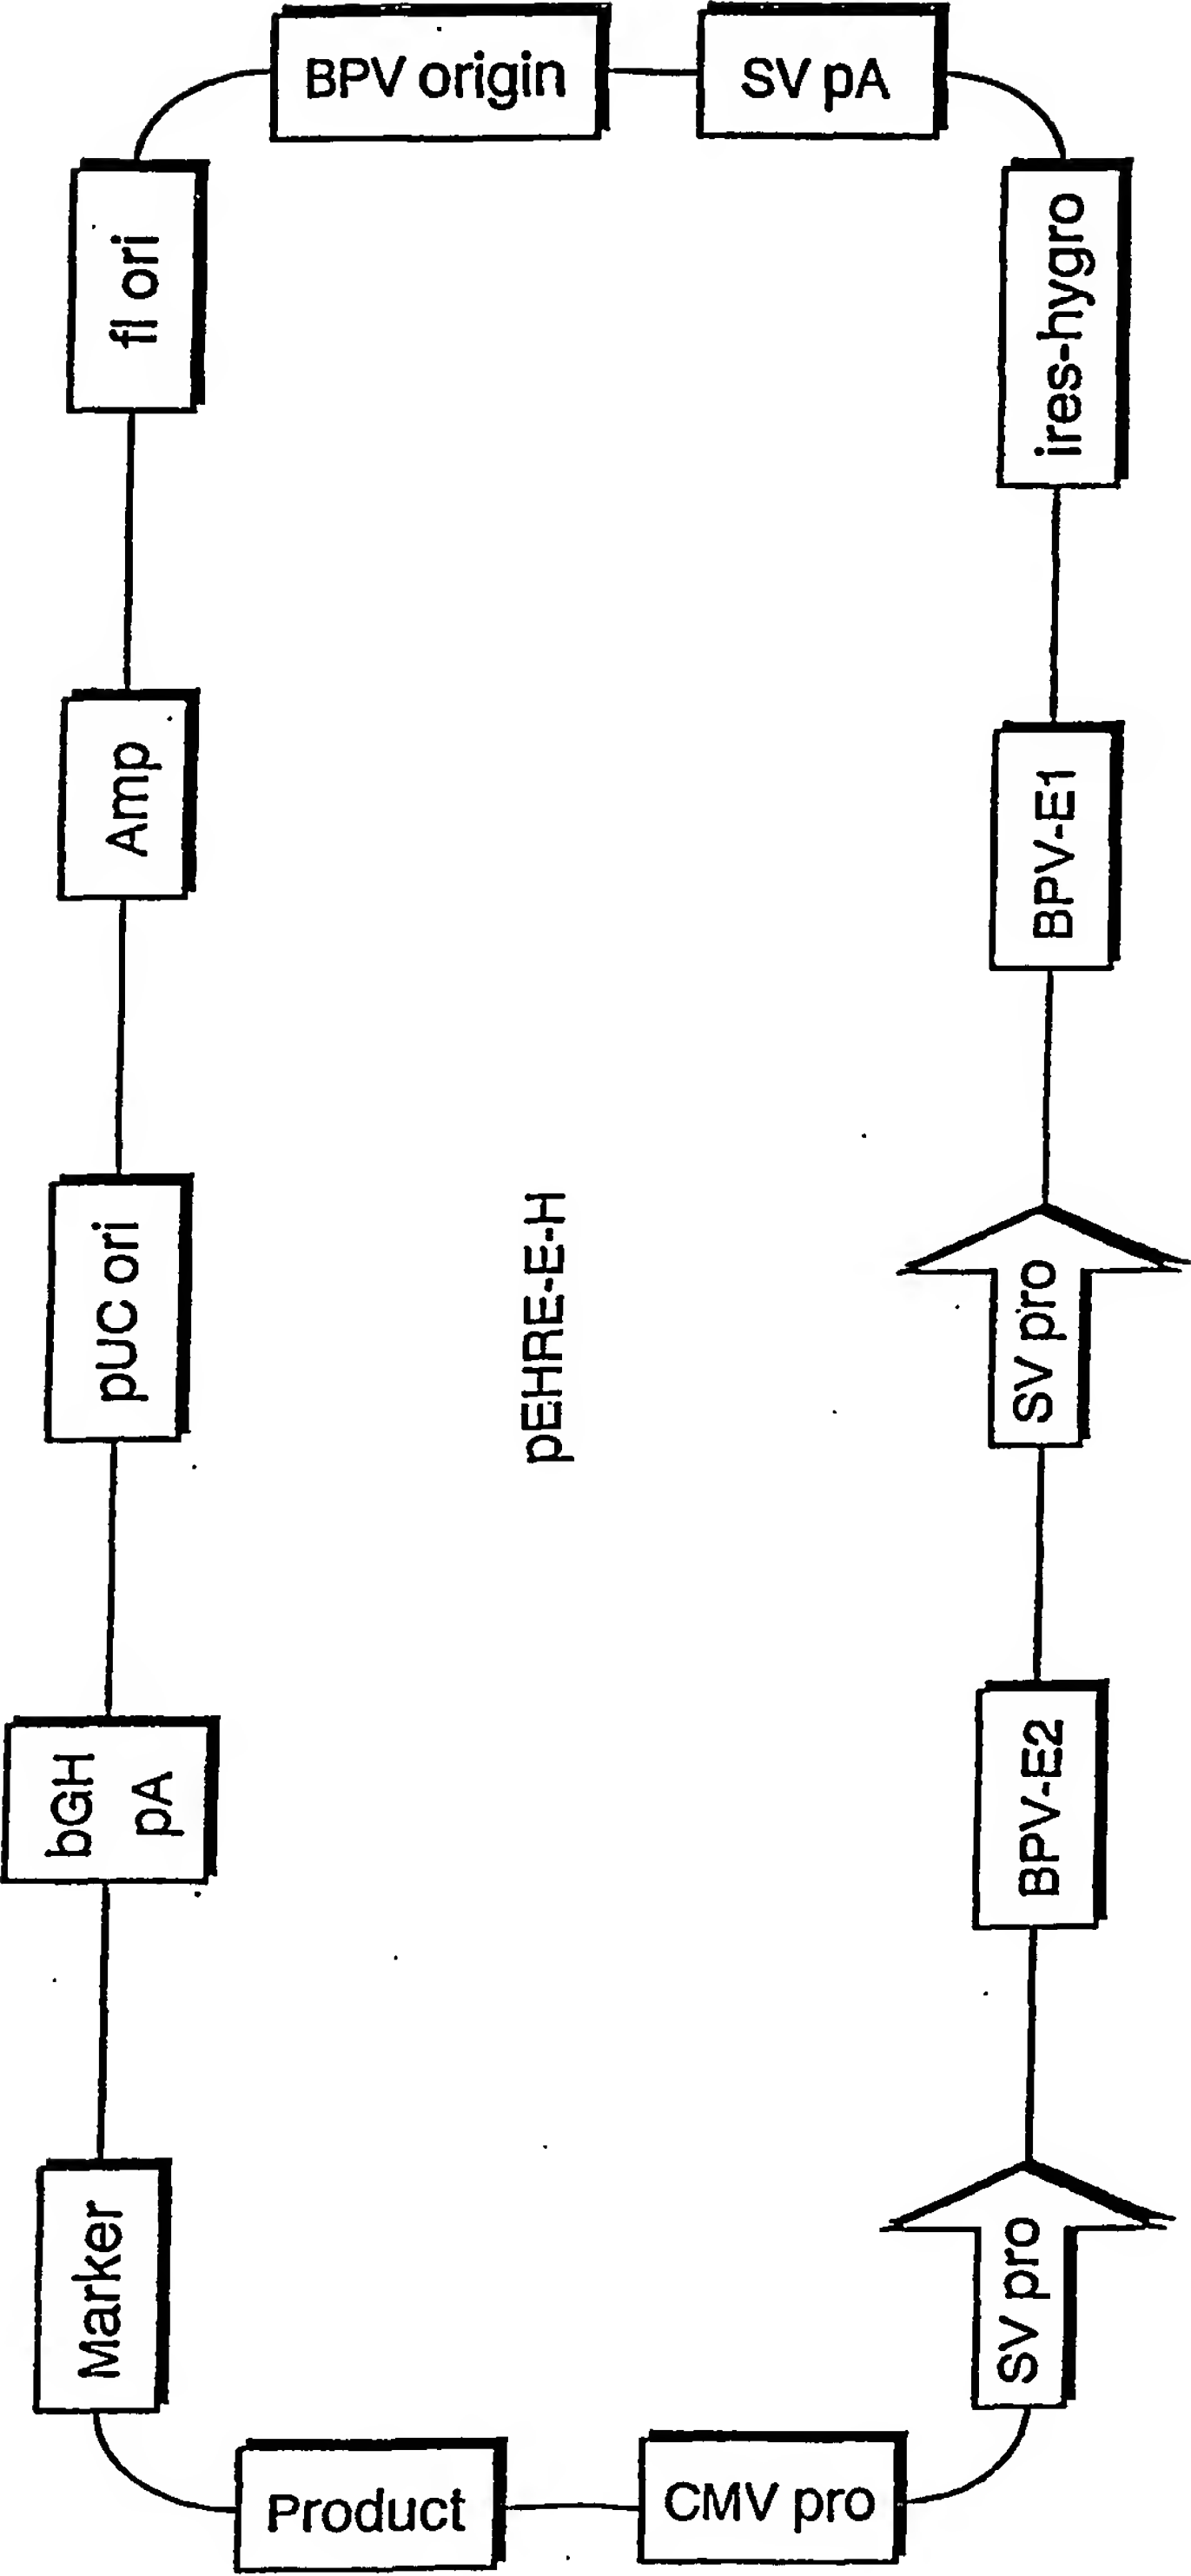 BPV origin
SV pA
fl ori
ires-hygro
Amp
BPV-E1
pUC ori
pEHRE-E-H
SV pro
bGH
pA
BPV-E2
Marker
SV pro
Product
CMV pro